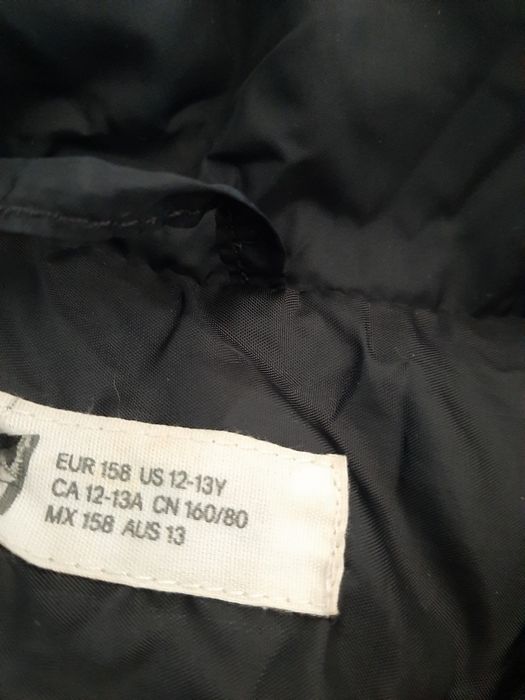 EUR 158 US 12-13Y
CA 12-13A CN 160/80
MX 158 AUS 13